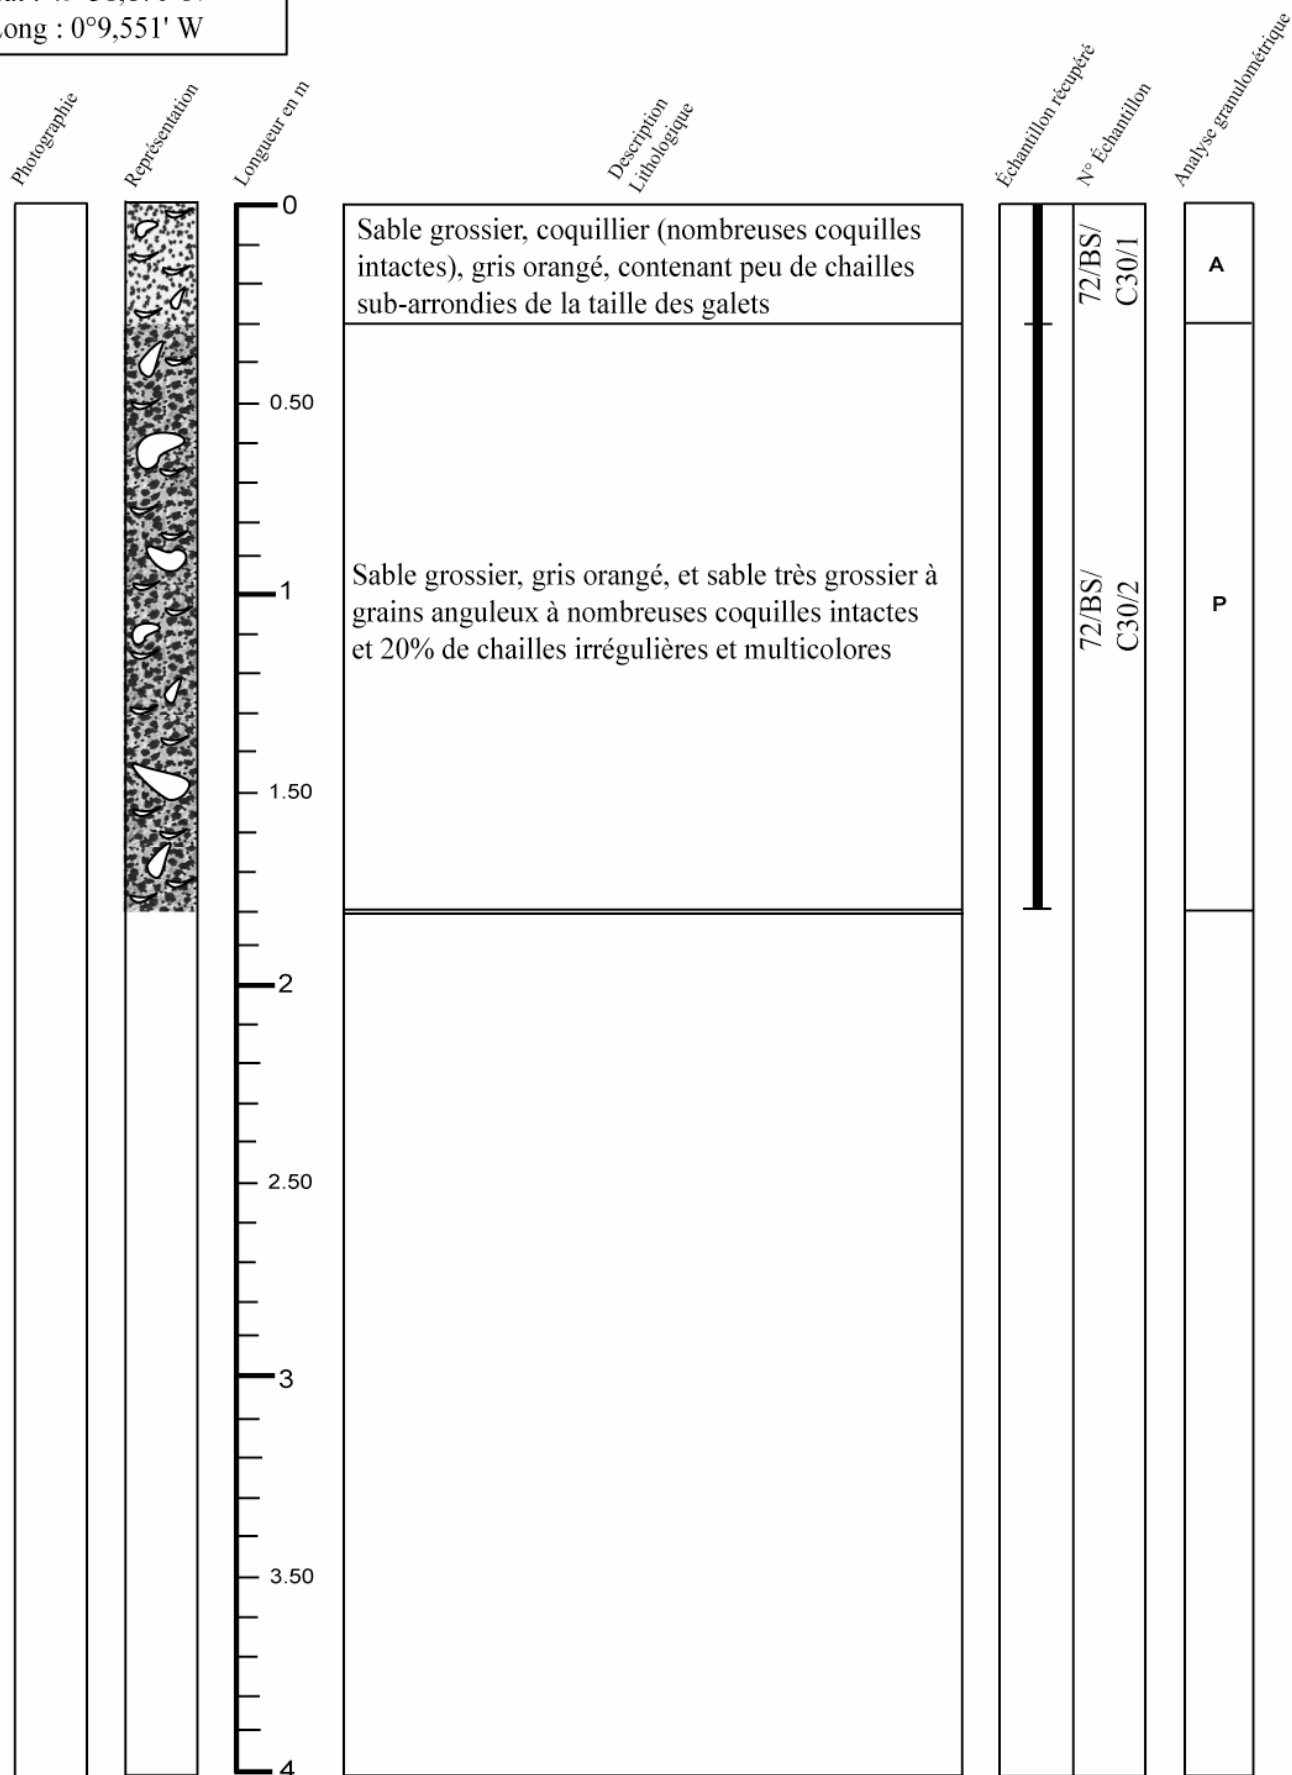 Long : 0°9,551' W
Photographie
Représentation
Longueur en m
Description
Lithologique
Échantillon récupéré
N° Échantillon
Analyse granulométrique
0
Sable grossier, coquillier (nombreuses coquilles
intactes), gris orangé, contenant peu de chailles
sub-arrondies de la taille des galets
72/BS/
C30/1
A
0.50
1
Sable grossier, gris orangé, et sable très grossier à
grains anguleux à nombreuses coquilles intactes
et 20% de chailles irrégulières et multicolores
72/BS/
C30/2
P
1.50
2
2.50
3
3.50
4